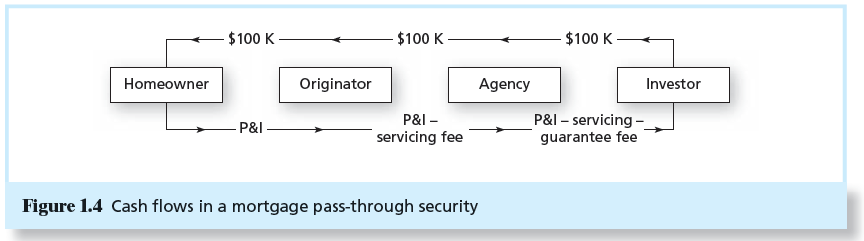 $100 K $100 K $100 K
Homeowner Originator Agency Investor
P&I P&I – P&I – servicing –
servicing fee guarantee fee
Figure 1.4 Cash flows in a mortgage pass-through security